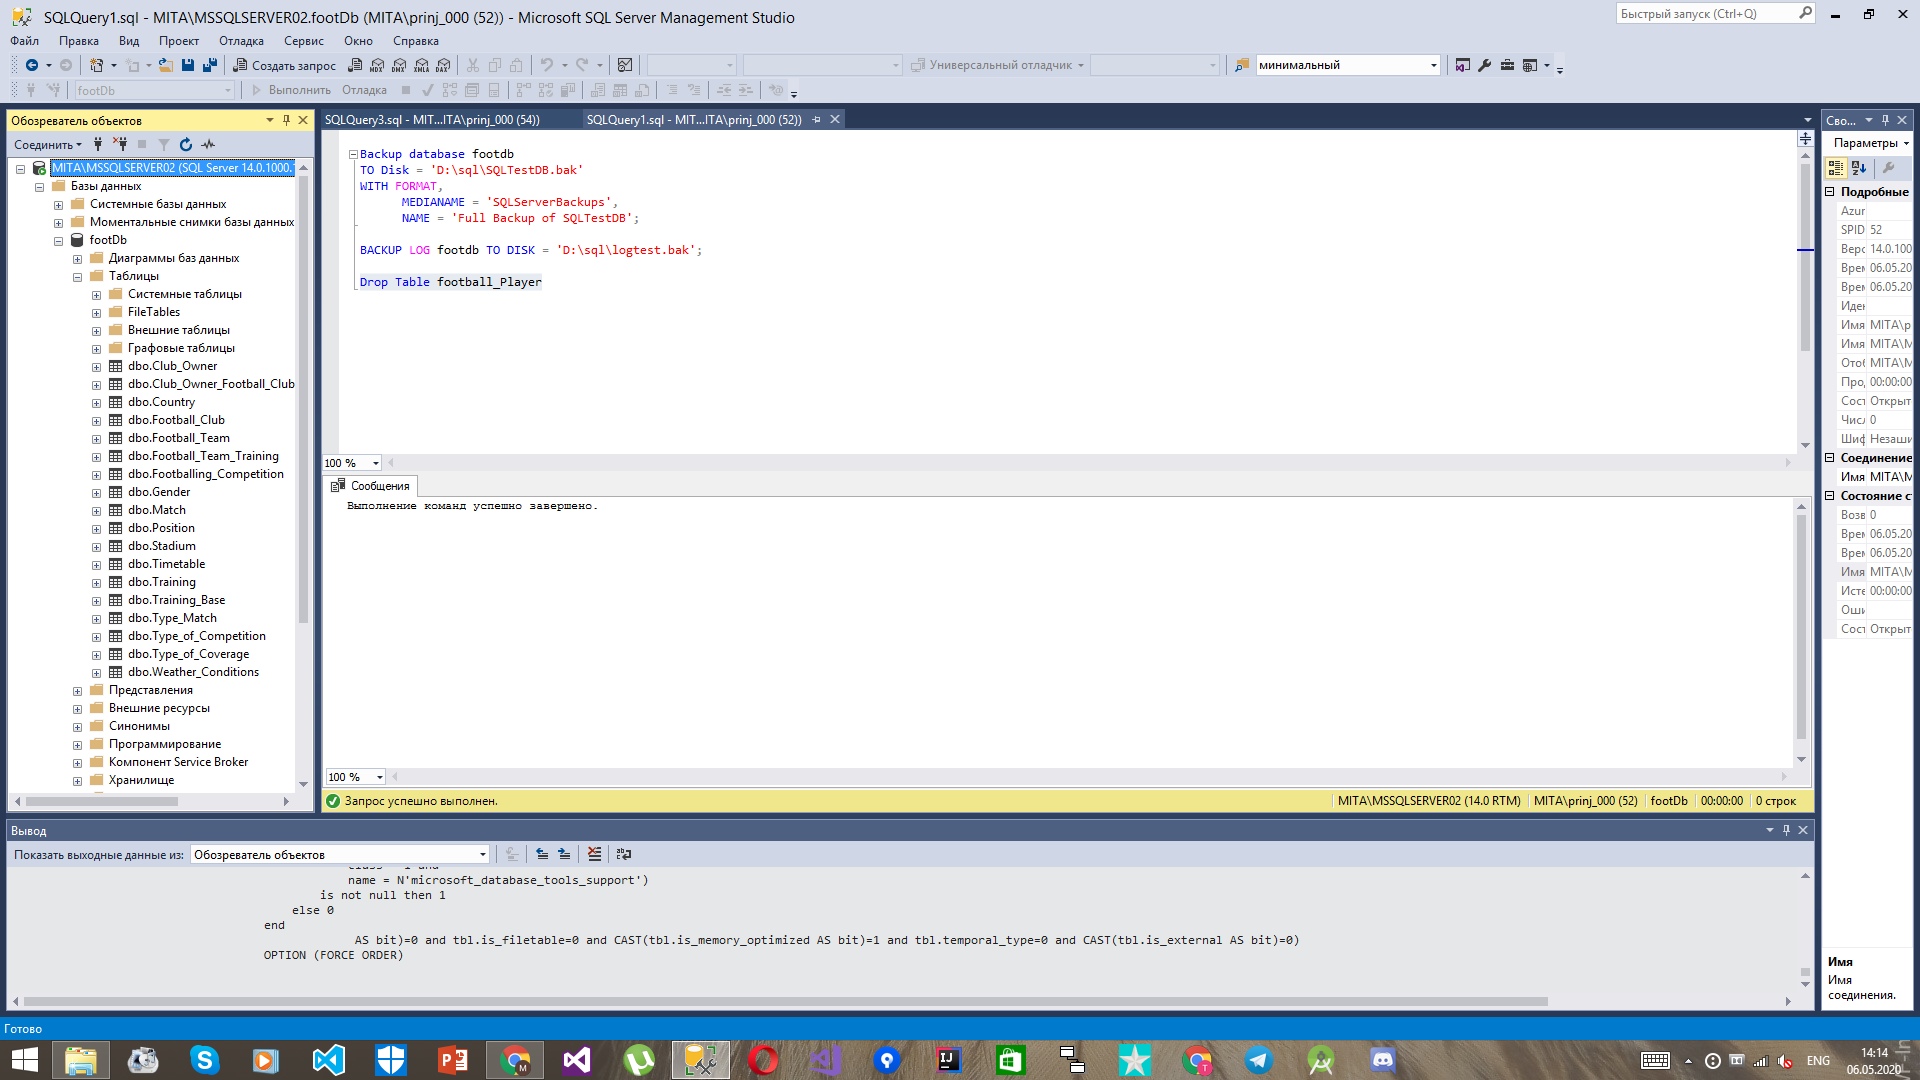 SQLQuery1.sql - MITA\MSSQLSERVER02.footDb (MITA\prinj_000 (52)) - Microsoft SQL Server Management Studio
Быстрый запуск (Ctrl+Q)
Файл Правка Вид Проект Отладка Сервис Окно Справка
Создать запрос
MDX DMX XMLA DAX
Универсальный отладчик
минимальный
footDb
Выполнить Отладка
Обозреватель объектов
Соединить
MITA\MSSQLSERVER02 (SQL Server 14.0.1000.
Базы данных
Системные базы данных
Моментальные снимки базы данных
footDb
Диаграммы баз данных
Таблицы
Системные таблицы
FileTables
Внешние таблицы
Графовые таблицы
dbo.Club_Owner
dbo.Club_Owner_Football_Club
dbo.Country
dbo.Football_Club
dbo.Football_Team
dbo.Football_Team_Training
dbo.Footballing_Competition
dbo.Gender
dbo.Match
dbo.Position
dbo.Stadium
dbo.Timetable
dbo.Training
dbo.Training_Base
dbo.Type_Match
dbo.Type_of_Competition
dbo.Type_of_Coverage
dbo.Weather_Conditions
Представления
Внешние ресурсы
Синонимы
Программирование
Компонент Service Broker
Хранилище
SQLQuery3.sql - MIT...ITA\prinj_000 (54))
SQLQuery1.sql - MIT...ITA\prinj_000 (52))
Backup database footdb
TO Disk = 'D:\sql\SQLTestDB.bak'
WITH FORMAT,
MEDIANAME = 'SQLServerBackups',
NAME = 'Full Backup of SQLTestDB';
BACKUP LOG footdb TO DISK = 'D:\sql\logtest.bak';
Drop Table football_Player
100 %
Сообщения
Выполнение команд успешно завершено.
100 %
Запрос успешно выполнен.
MITA\MSSQLSERVER02 (14.0 RTM) MITA\prinj_000 (52) footDb 00:00:00 0 строк
Сво...
Параметры
Подробные
Azur
SPID 52
Верс 14.0.100
Врем 06.05.20
Врем 06.05.20
Иден
Имя MITA\p
Имя MITA\M
Отоб MITA\M
Про, 00:00:00
Сост Открыт
Числ 0
Шиф Незаши
Соединение
Имя MITA\M
Состояние с
Возв 0
Врем 06.05.20
Врем 06.05.20
Имя MITA\M
Исте 00:00:00
Оши
Сост Открыт
Имя
Имя
соединения.
Вывод
Показать выходные данные из: Обозреватель объектов
name = N'microsoft_database_tools_support')
is not null then 1
else 0
end
AS bit)=0 and tbl.is_filetable=0 and CAST(tbl.is_memory_optimized AS bit)=1 and tbl.temporal_type=0 and CAST(tbl.is_external AS bit)=0)
OPTION (FORCE ORDER)
Готово
ENG
14:14
06.05.2020